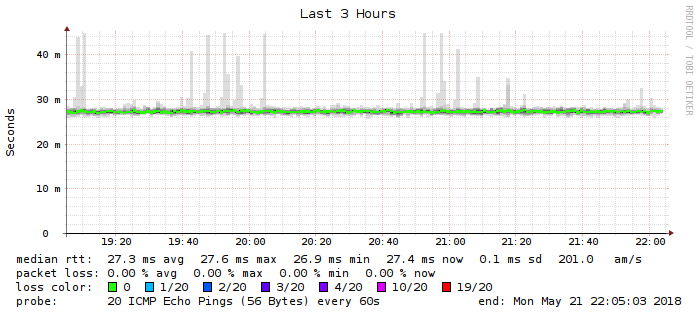 Last 3 Hours
RRDTOOL / TOBI OETIKER
Seconds
40 m
30 m
20 m
10 m
0
19:20 19:40 20:00 20:20 20:40 21:00 21:20 21:40 22:00
median rtt: 27.3 ms avg 27.6 ms max 26.9 ms min 27.4 ms now 0.1 ms sd 201.0 am/s
packet loss: 0.00 % avg 0.00 % max 0.00 % min 0.00 % now
loss color: 0 1/20 2/20 3/20 4/20 10/20 19/20
probe: 20 ICMP Echo Pings (56 Bytes) every 60s end: Mon May 21 22:05:03 2018